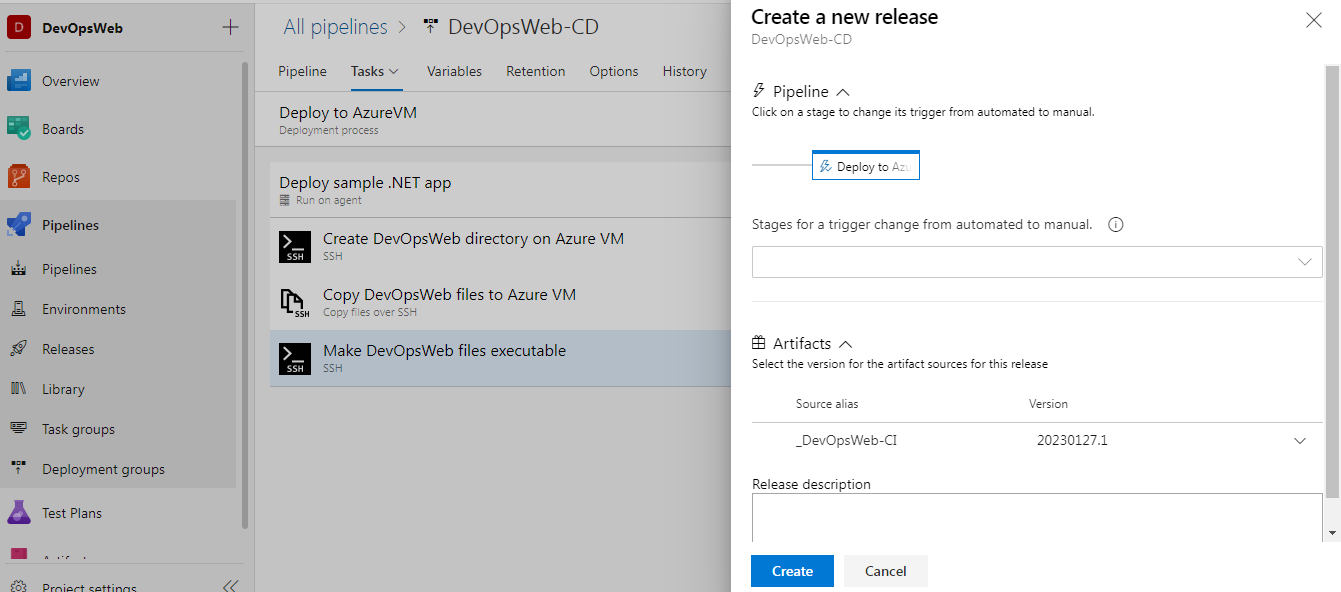 D DevOpsWeb
Overview
Boards
Repos
Pipelines
Pipelines
Environments
Releases
Library
Task groups
Deployment groups
Test Plans
Project settings
All pipelines > DevOpsWeb-CD
Pipeline Tasks Variables Retention Options History
Deploy to AzureVM
Deployment process
Deploy sample .NET app
Run on agent
Create DevOpsWeb directory on Azure VM
SSH
SSH
Copy DevOpsWeb files to Azure VM
SSH
Copy files over SSH
Make DevOpsWeb files executable
SSH
SSH
Create a new release
DevOpsWeb-CD
Pipeline
Click on a stage to change its trigger from automated to manual.
Deploy to Azu
Stages for a trigger change from automated to manual.
Artifacts
Select the version for the artifact sources for this release
Source alias Version
_DevOpsWeb-CI 20230127.1
Release description
Create Cancel